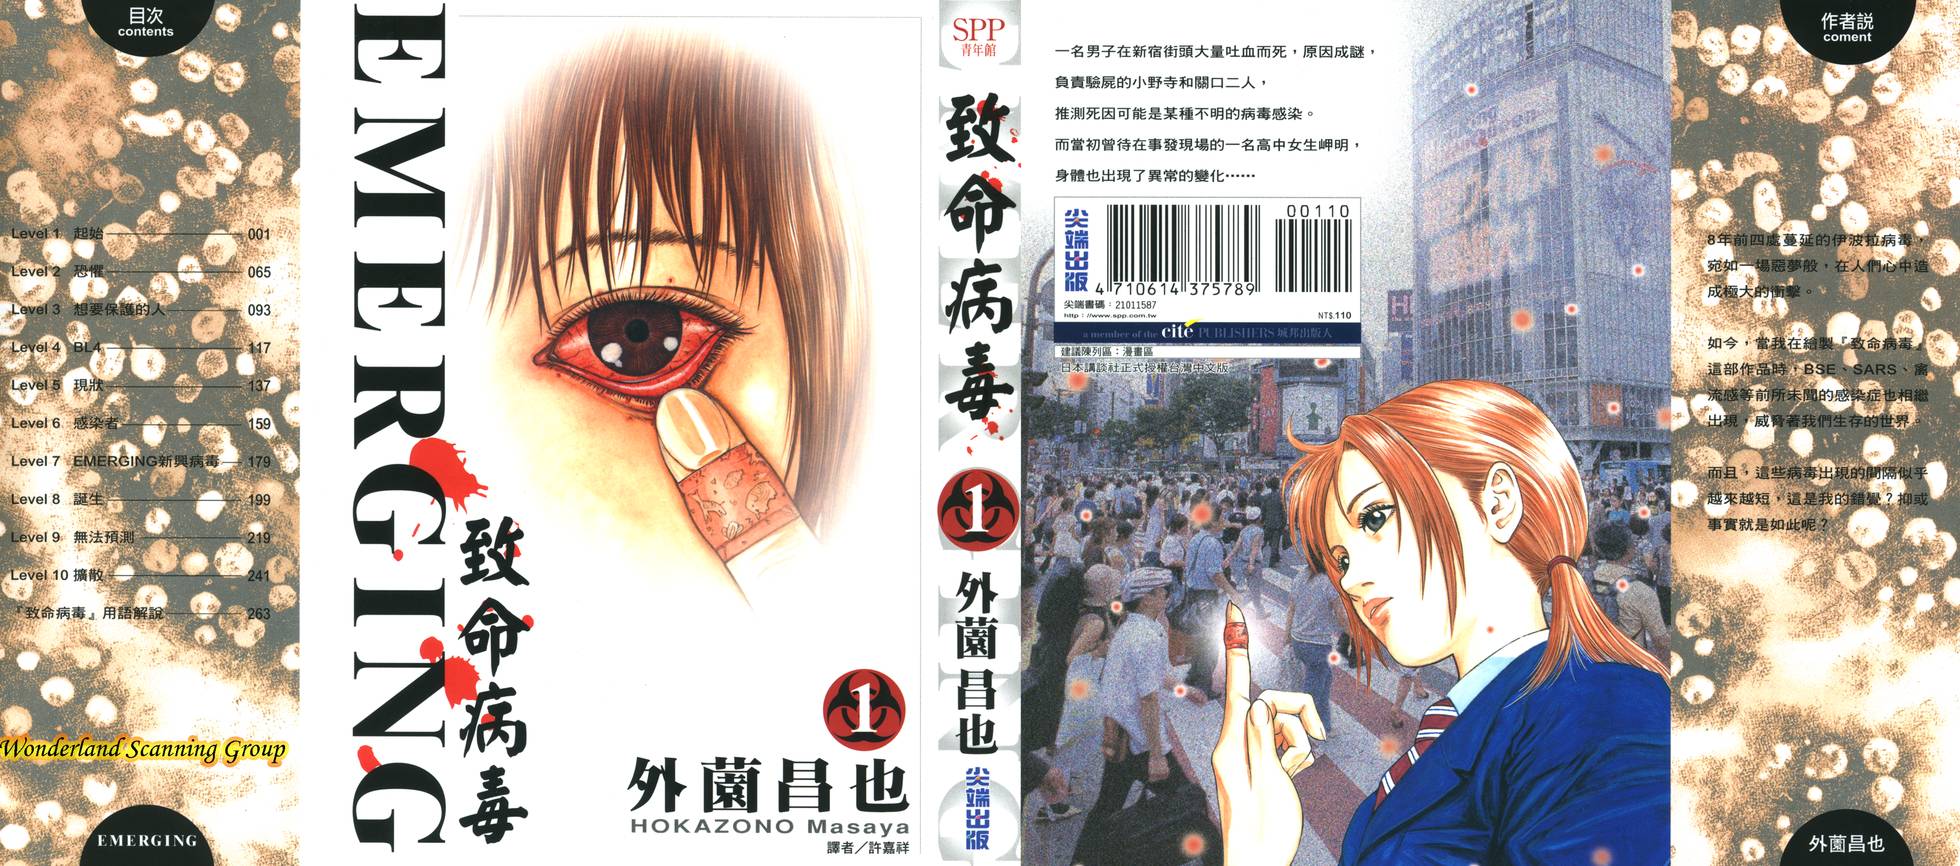 目次
contents
Level 1 起始 001
Level 2 恐懼 065
Level 3 想要保護的人 093
Level 4 BL4 117
Level 5 現狀 137
Level 6 感染者 159
Level 7 EMERGING新興病毒 179
Level 8 誕生 199
Level 9 無法預測 219
Level 10 擴散 241
『致命病毒』用語解說 263
Wonderland Scanning Group
EMERGING
EMERGING
致命病毒
1
外薗昌也
HOKAZONO Masaya
譯者／許嘉祥
SPP
青年館
致命病毒
1
外薗昌也
尖端出版
一名男子在新宿街頭大量吐血而死，原因成謎，
負責驗屍的小野寺和關口二人，
推測死因可能是某種不明的病毒感染。
而當初曾待在事發現場的一名高中女生岬明，
身體也出現了異常的變化……
尖端出版
00110
4 710614 375789
尖端書碼：21011587
http://www.spp.com.tw
NT$.110
a member of the cité PUBLISHERS 城邦出版人
建議陳列區：漫畫區
日本講談社正式授權台灣中文版
作者說
coment
8年前四處蔓延的伊波拉病毒，
宛如一場惡夢般，在人們心中造
成極大的衝擊。
如今，當我在繪製『致命病毒』
這部作品時，BSE、SARS、禽
流感等前所未聞的感染症也相繼
出現，威脅著我們生存的世界。
而且，這些病毒出現的間隔似乎
越來越短，這是我的錯覺？抑或
事實就是如此呢？
外薗昌也